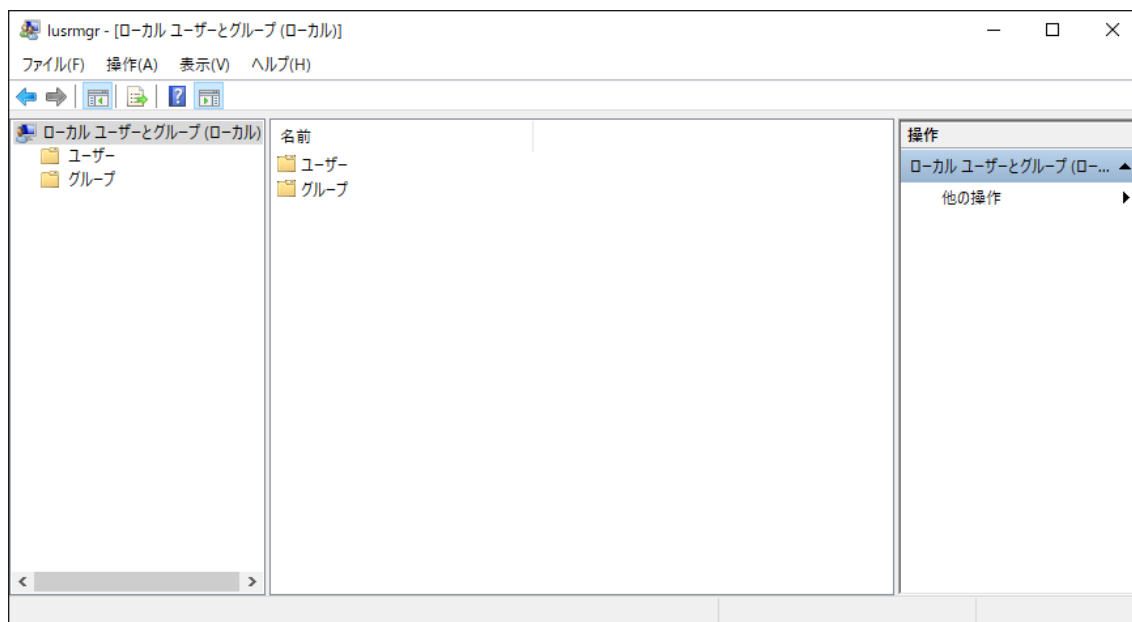 lusrmgr - [ローカル ユーザーとグループ (ローカル)]
ファイル(F) 操作(A) 表示(V) ヘルプ(H)
ローカル ユーザーとグループ (ローカル)
ユーザー
グループ
名前
ユーザー
グループ
操作
ローカル ユーザーとグループ (ロー...
他の操作